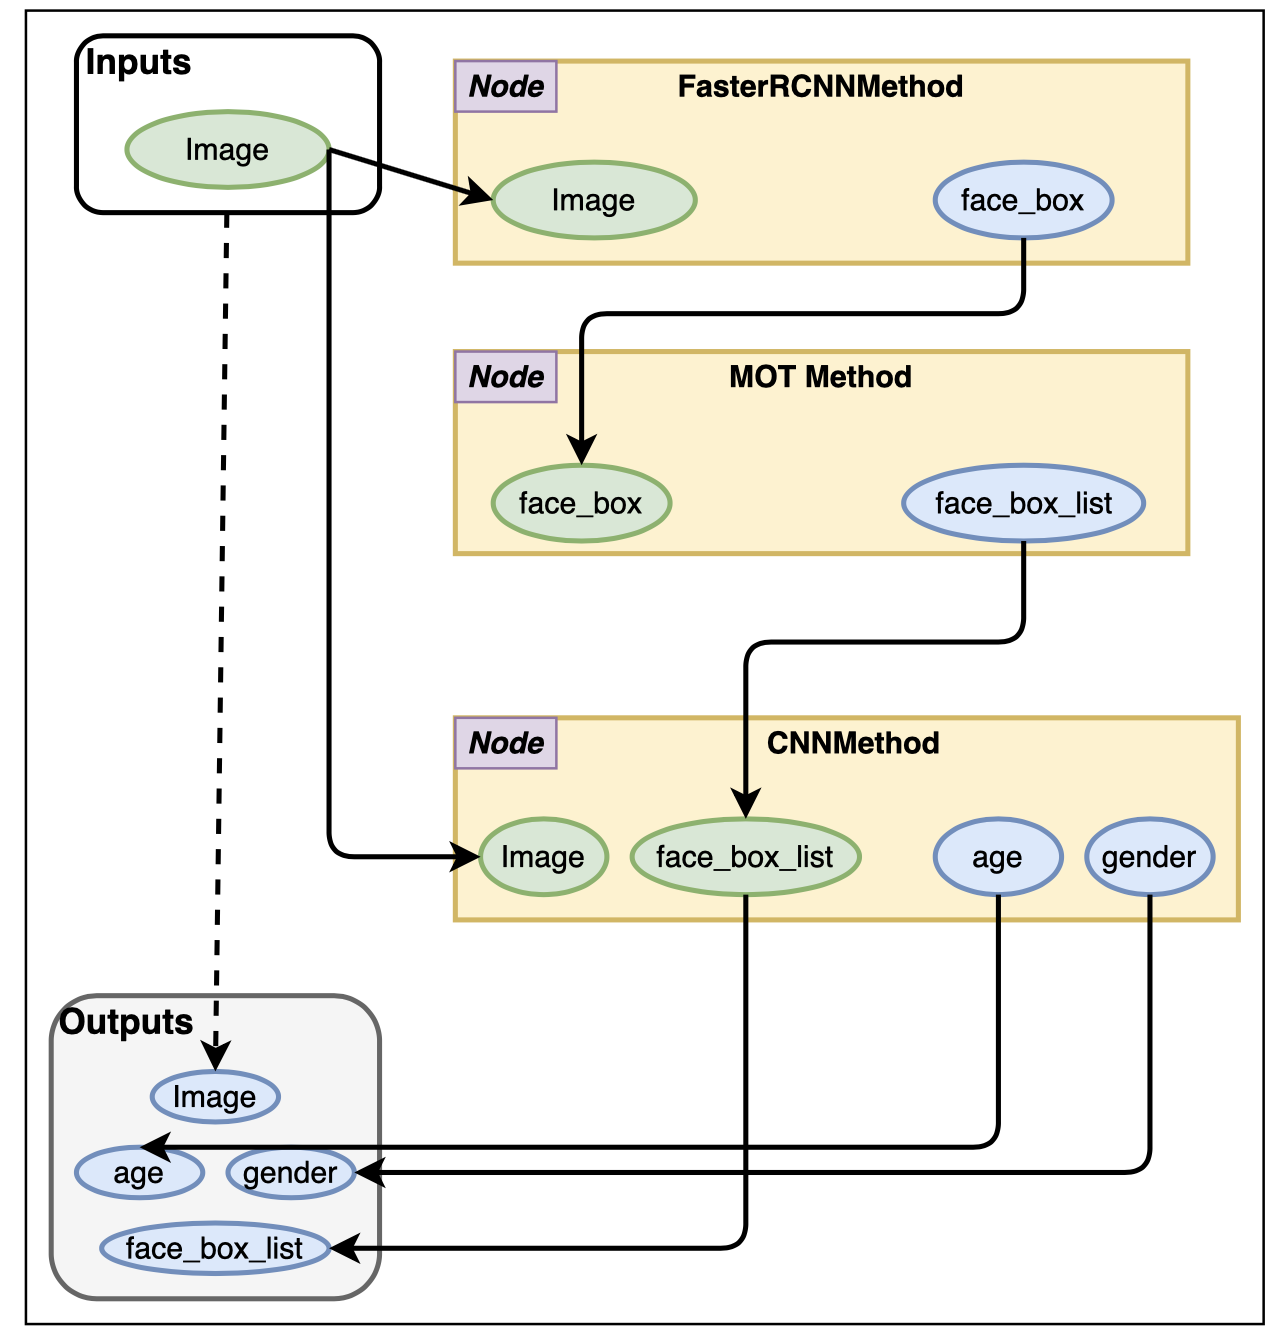 Inputs
Image
Node
FasterRCNNMethod
Image
face_box
Node
MOT Method
face_box
face_box_list
Node
CNNMethod
Image
face_box_list
age
gender
Outputs
Image
age
gender
face_box_list